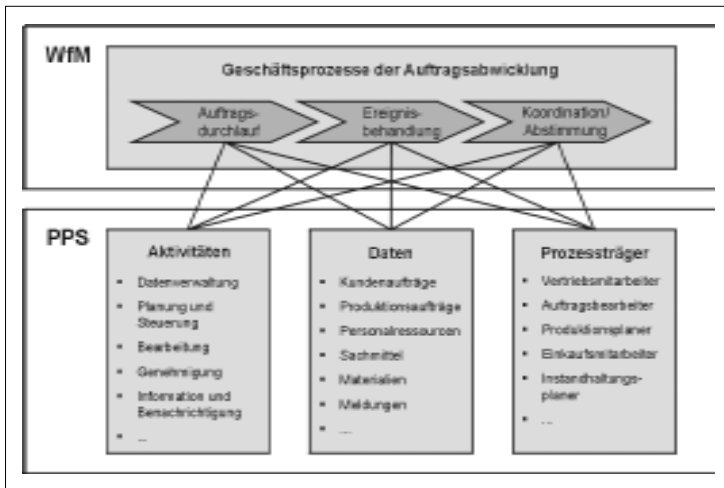 WfM
Geschäftsprozesse der Auftragsabwicklung
Auftrags-
durchlauf
Ereignis-
behandlung
Koordination/
Abstimmung
PPS
Aktivitäten
▪ Datenverwaltung
▪ Planung und
Steuerung
▪ Bearbeitung
▪ Genehmigung
▪ Information und
Benachrichtigung
▪ ...
Daten
▪ Kundenaufträge
▪ Produktionsaufträge
▪ Personalressourcen
▪ Sachmittel
▪ Materialien
▪ Meldungen
▪ ....
Prozessträger
▪ Vertriebsmitarbeiter
▪ Auftragsbearbeiter
▪ Produktionsplaner
▪ Einkaufsmitarbeiter
▪ Instandhaltungs-
planer
▪ ...